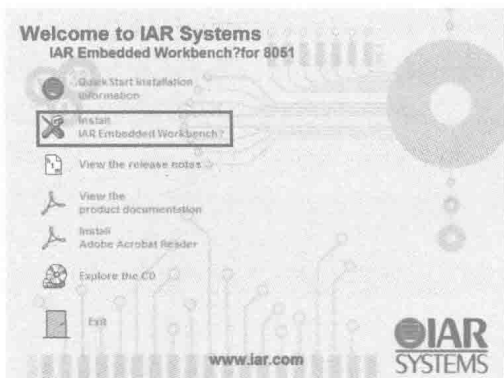 Welcome to IAR Systems
IAR Embedded Workbench?for 8051
Quick Start Installation
Information
Install
IAR Embedded Workbench?
View the release notes
View the
product documentation
Install
Adobe Acrobat Reader
Explore the CD
Exit
www.iar.com
IAR
SYSTEMS